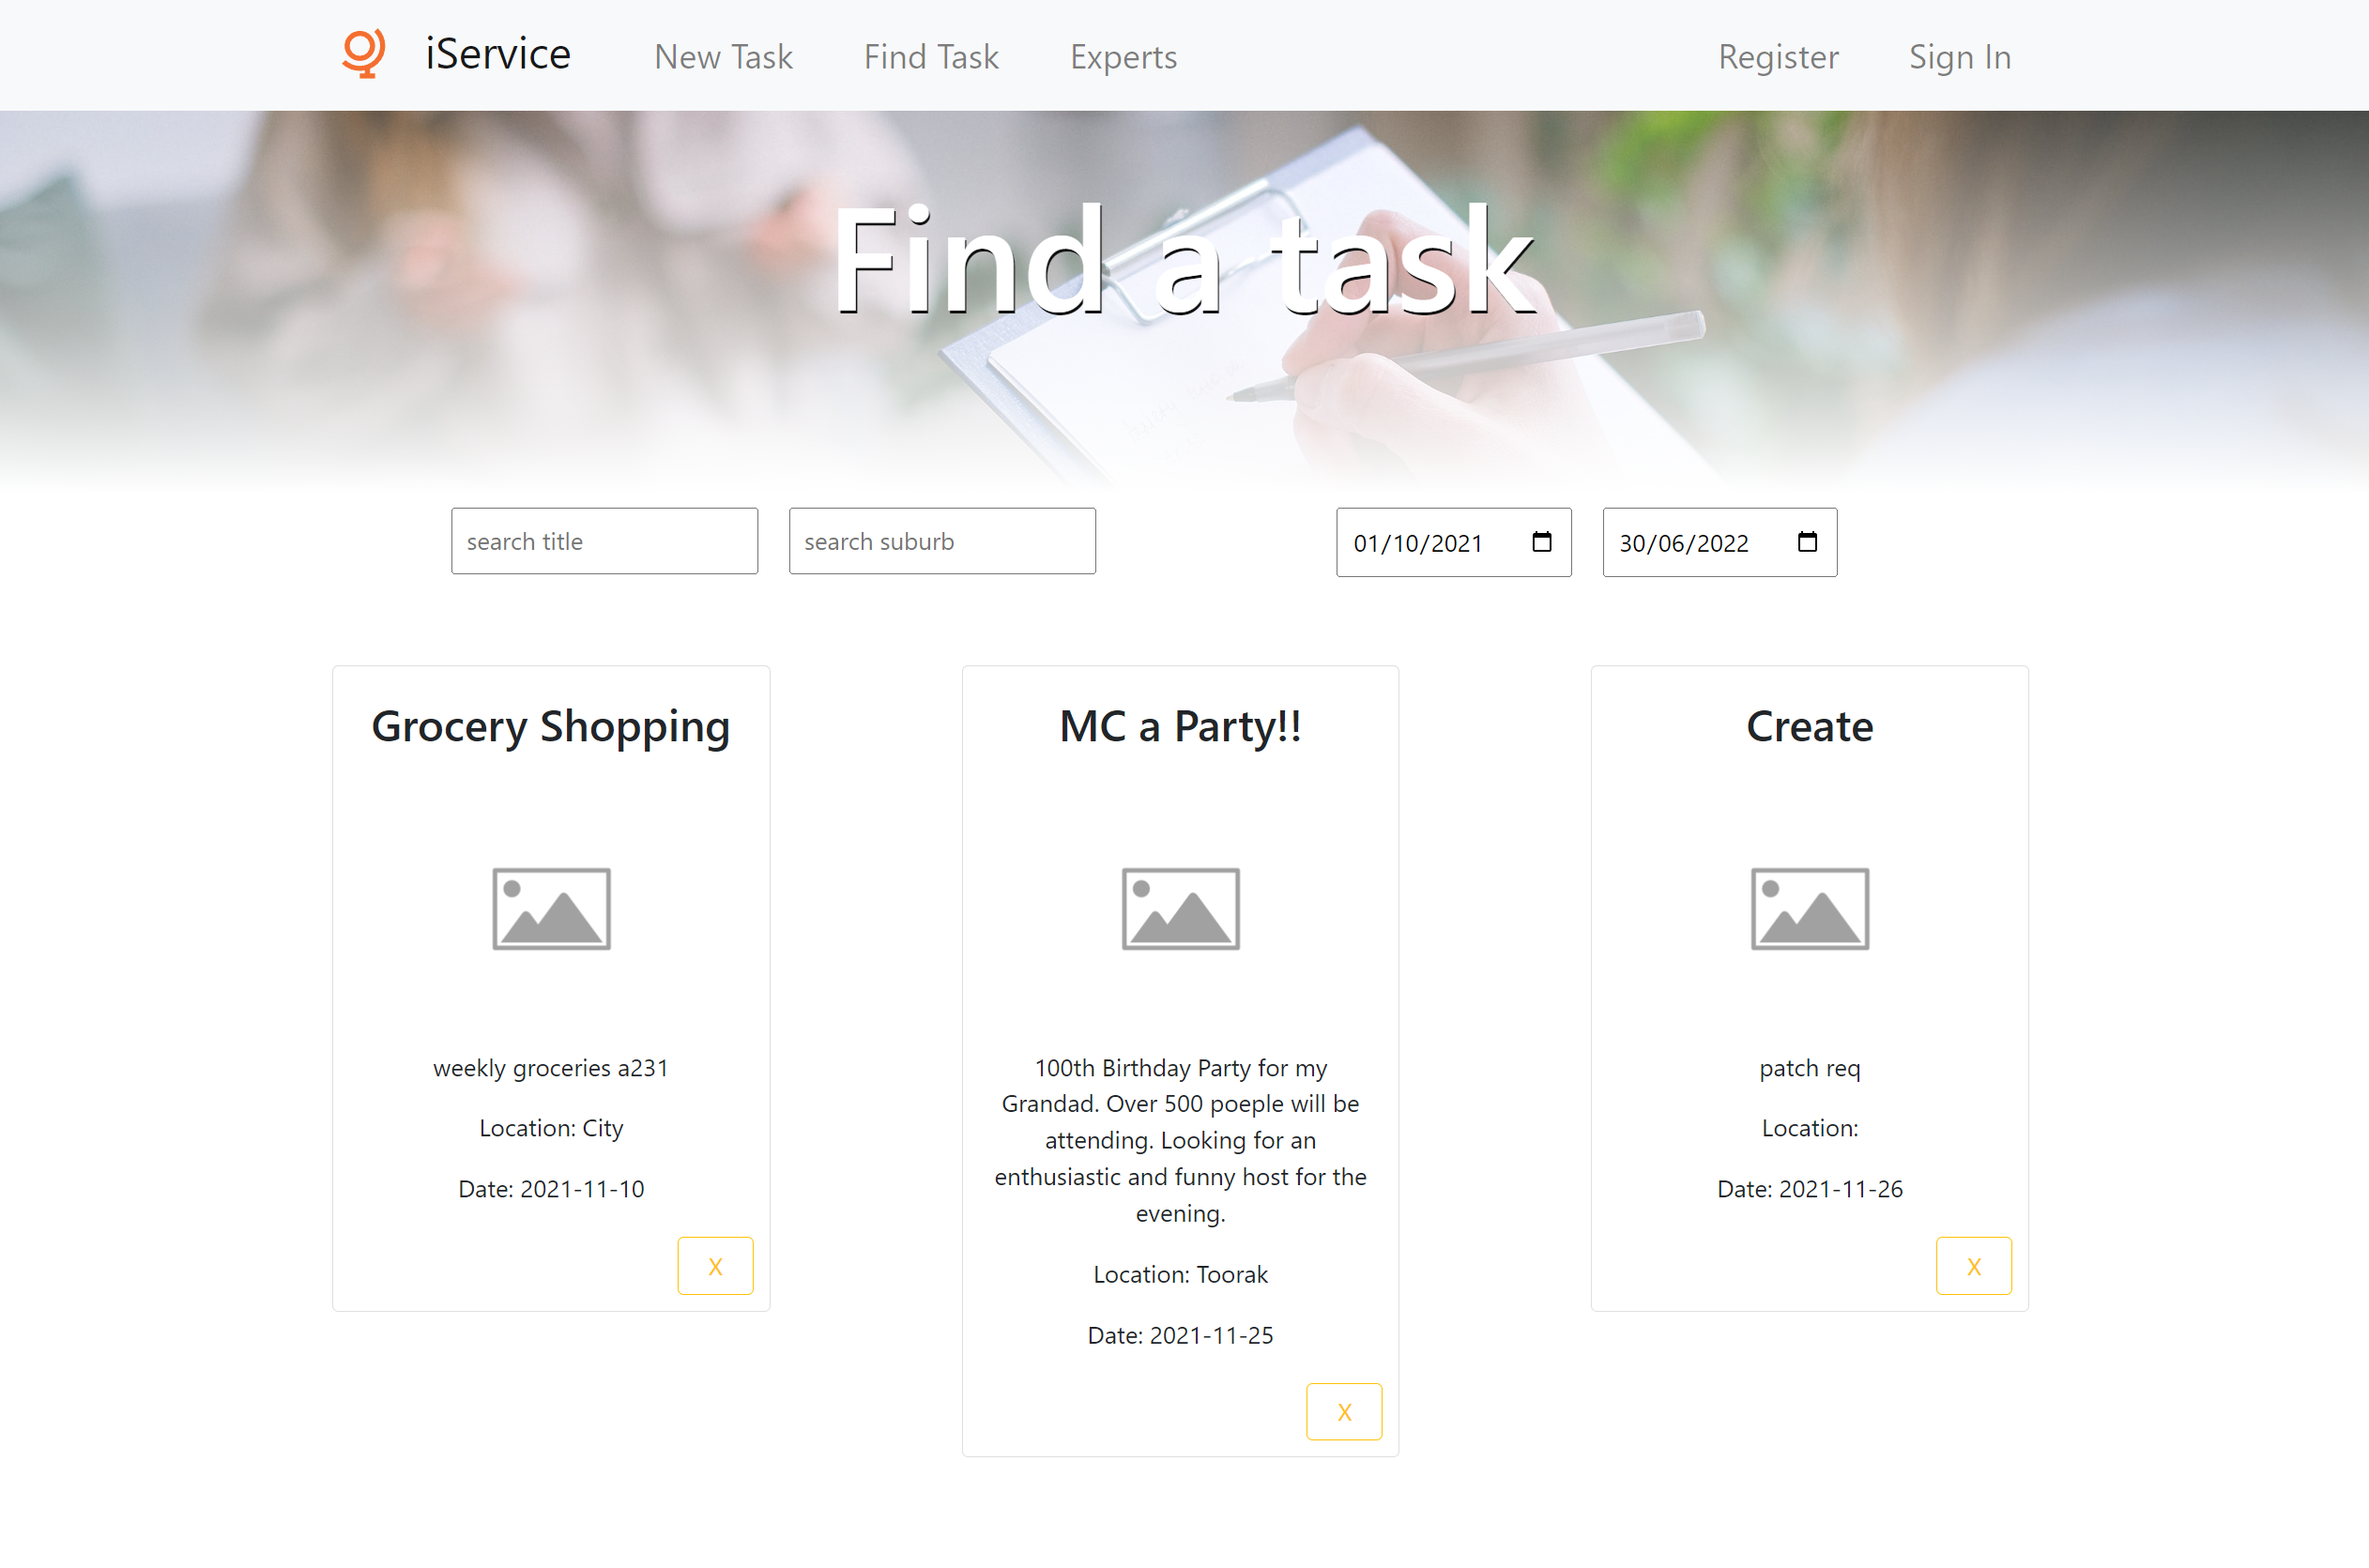 iService
New Task
Find Task
Experts
Register
Sign In
Find a task
search title
search suburb
01/10/2021
30/06/2022
Grocery Shopping
weekly groceries a231
Location: City
Date: 2021-11-10
X
MC a Party!!
100th Birthday Party for my
Grandad. Over 500 poeple will be
attending. Looking for an
enthusiastic and funny host for the
evening.
Location: Toorak
Date: 2021-11-25
X
Create
patch req
Location:
Date: 2021-11-26
X